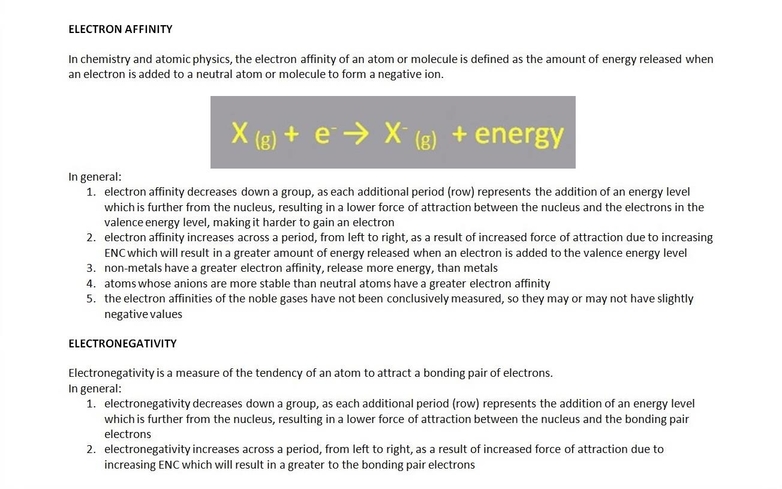 ELECTRON AFFINITY
In chemistry and atomic physics, the electron affinity of an atom or molecule is defined as the amount of energy released when
an electron is added to a neutral atom or molecule to form a negative ion.
X (g) + e⁻ → X⁻ (g) + energy
In general:
1. electron affinity decreases down a group, as each additional period (row) represents the addition of an energy level
which is further from the nucleus, resulting in a lower force of attraction between the nucleus and the electrons in the
valence energy level, making it harder to gain an electron
2. electron affinity increases across a period, from left to right, as a result of increased force of attraction due to increasing
ENC which will result in a greater amount of energy released when an electron is added to the valence energy level
3. non-metals have a greater electron affinity, release more energy, than metals
4. atoms whose anions are more stable than neutral atoms have a greater electron affinity
5. the electron affinities of the noble gases have not been conclusively measured, so they may or may not have slightly
negative values
ELECTRONEGATIVITY
Electronegativity is a measure of the tendency of an atom to attract a bonding pair of electrons.
In general:
1. electronegativity decreases down a group, as each additional period (row) represents the addition of an energy level
which is further from the nucleus, resulting in a lower force of attraction between the nucleus and the bonding pair
electrons
2. electronegativity increases across a period, from left to right, as a result of increased force of attraction due to
increasing ENC which will result in a greater to the bonding pair electrons